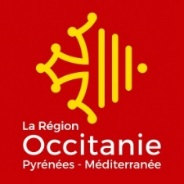 La Région
Occitanie
Pyrénées - Méditerranée